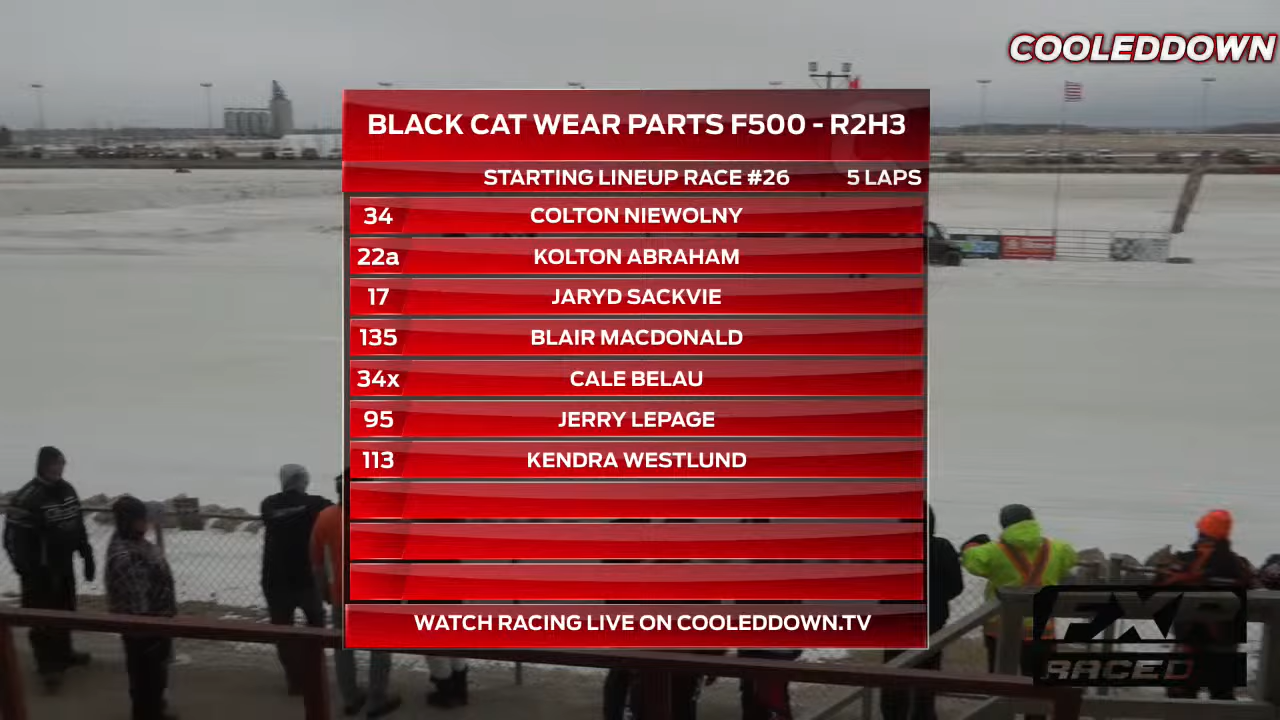 COOLEDDOWN
BLACK CAT WEAR PARTS F500 - R2H3
STARTING LINEUP RACE #26 5 LAPS
34 COLTON NIEWOLNY
22a KOLTON ABRAHAM
17 JARYD SACKVIE
135 BLAIR MACDONALD
34x CALE BELAU
95 JERRY LEPAGE
113 KENDRA WESTLUND
WATCH RACING LIVE ON COOLEDDOWN.TV
FXR
RACED